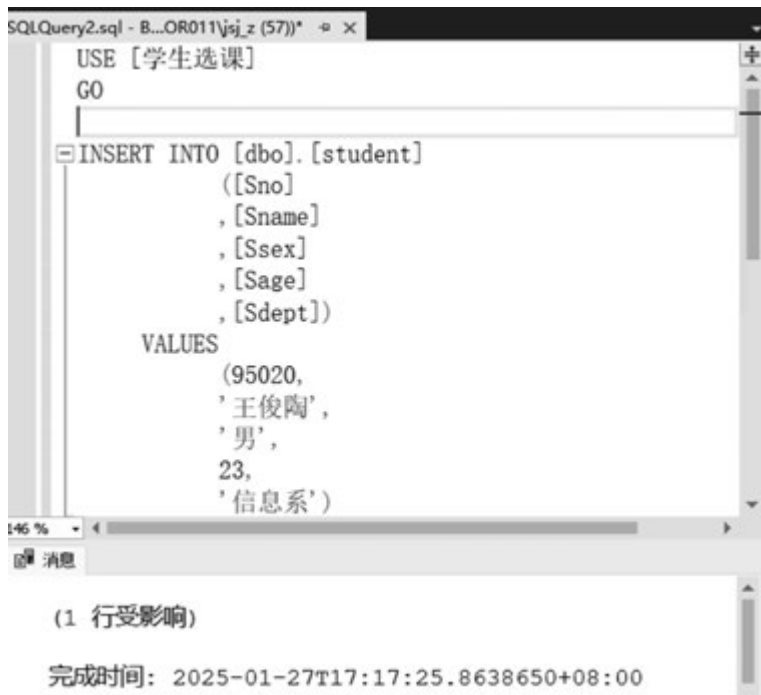 SQLQuery2.sql - B...OR011\jsj_z (57))*
USE [学生选课]
GO
INSERT INTO [dbo].[student]
([Sno]
,[Sname]
,[Ssex]
,[Sage]
,[Sdept])
VALUES
(95020,
'王俊陶',
'男',
23,
'信息系')
146 %
消息
(1 行受影响)
完成时间: 2025-01-27T17:17:25.8638650+08:00